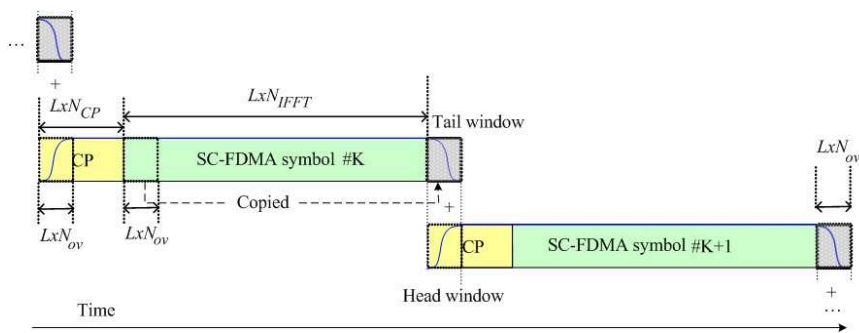 ...
+
LxN_CP
LxN_IFFT
Tail window
LxN_ov
CP
SC-FDMA symbol #K
Copied
+
LxN_ov
LxN_ov
CP
SC-FDMA symbol #K+1
Head window
+
...
Time